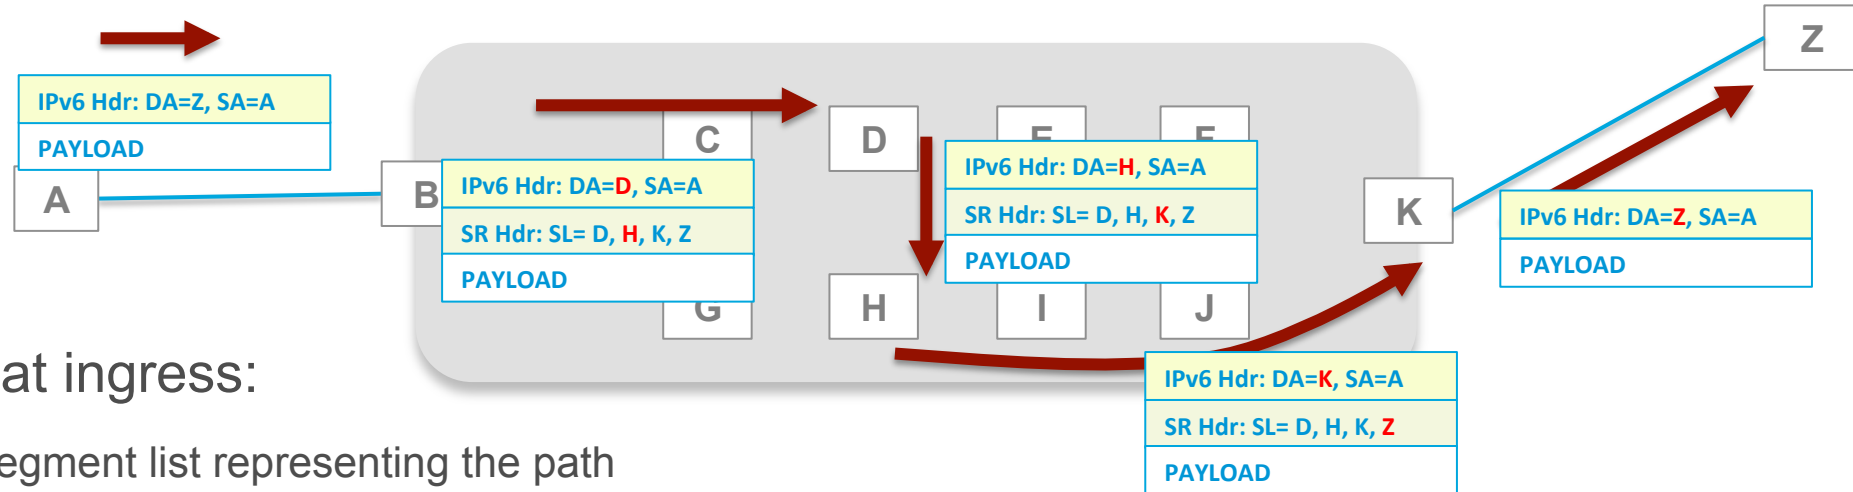 Z
IPv6 Hdr: DA=Z, SA=A
PAYLOAD
A
B
C
D
IPv6 Hdr: DA=D, SA=A
SR Hdr: SL= D, H, K, Z
PAYLOAD
E
F
IPv6 Hdr: DA=H, SA=A
SR Hdr: SL= D, H, K, Z
PAYLOAD
K
IPv6 Hdr: DA=Z, SA=A
PAYLOAD
G
H
I
J
at ingress:
IPv6 Hdr: DA=K, SA=A
SR Hdr: SL= D, H, K, Z
PAYLOAD
egment list representing the path